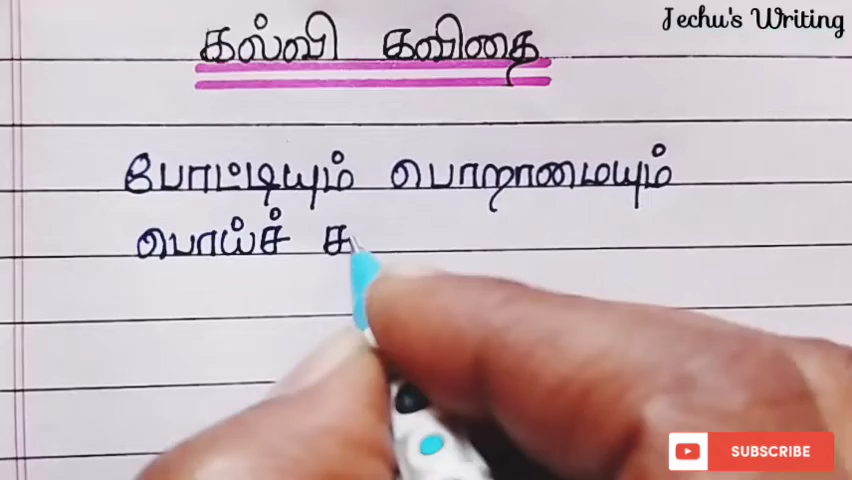 Jechu's Writing
கல்வி கவிதை
போட்டியும் பொறாமையும்
பொய்ச் ச
SUBSCRIBE